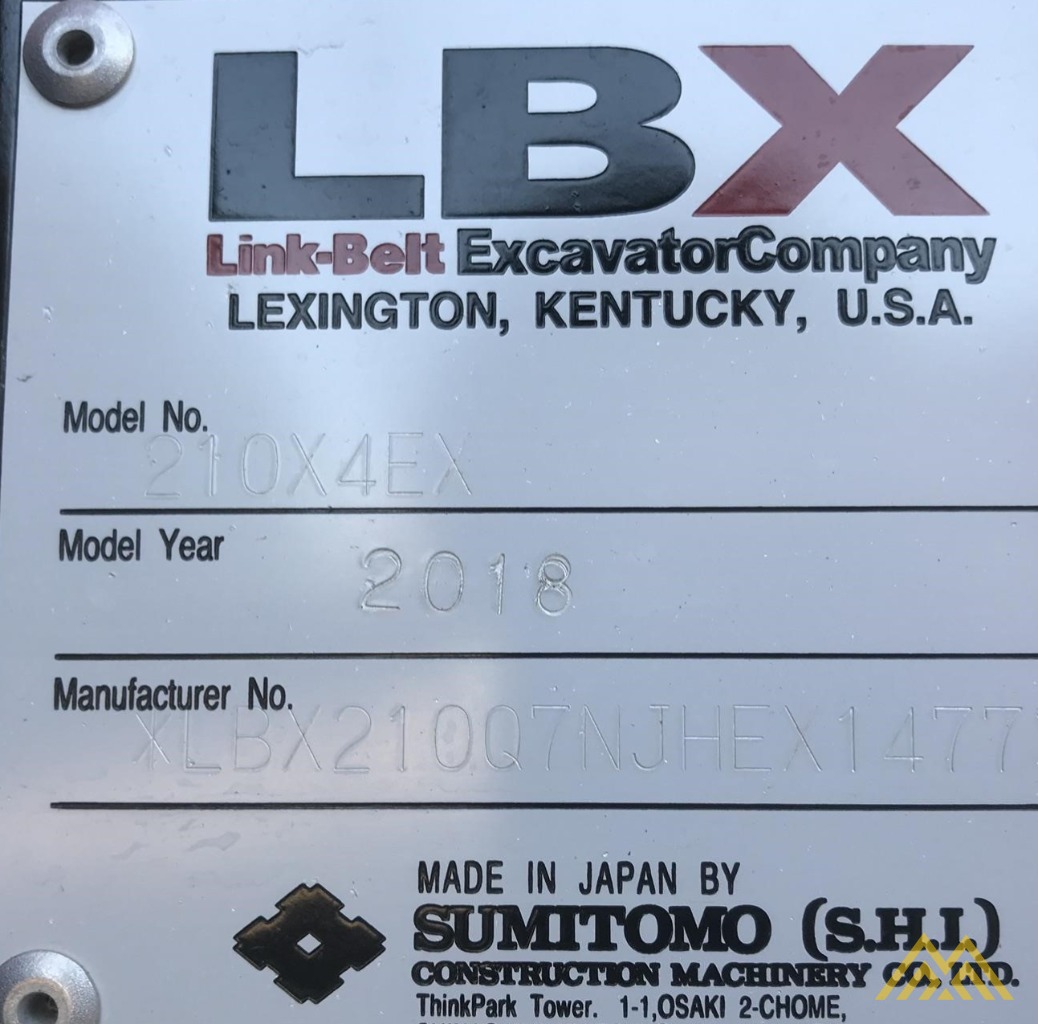 LBX
Link-Belt ExcavatorCompany
LEXINGTON, KENTUCKY, U.S.A.
Model No.
210X4EX
Model Year
2018
Manufacturer No.
XLBX210Q7NJHEX1477
MADE IN JAPAN BY
SUMITOMO (S.H.I.)
CONSTRUCTION MACHINERY CO., LTD.
ThinkPark Tower. 1-1,OSAKI 2-CHOME,